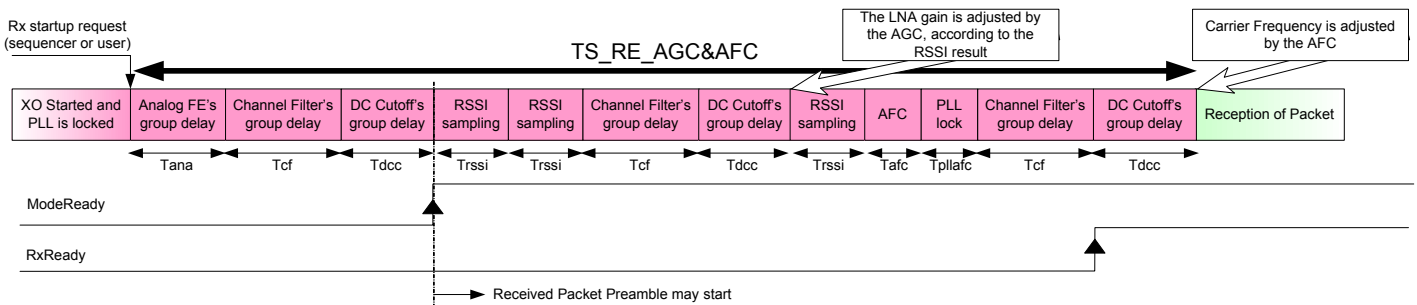 Rx startup request
(sequencer or user)
TS_RE_AGC&AFC
The LNA gain is adjusted by
the AGC, according to the
RSSI result
Carrier Frequency is adjusted
by the AFC
XO Started and
PLL is locked
Analog FE's
group delay
Channel Filter's
group delay
DC Cutoff's
group delay
RSSI
sampling
RSSI
sampling
Channel Filter's
group delay
DC Cutoff's
group delay
RSSI
sampling
AFC
PLL
lock
Channel Filter's
group delay
DC Cutoff's
group delay
Reception of Packet
Tana
Tcf
Tdcc
Trssi
Trssi
Tcf
Tdcc
Trssi
Tafc
Tpllafc
Tcf
Tdcc
ModeReady
RxReady
Received Packet Preamble may start